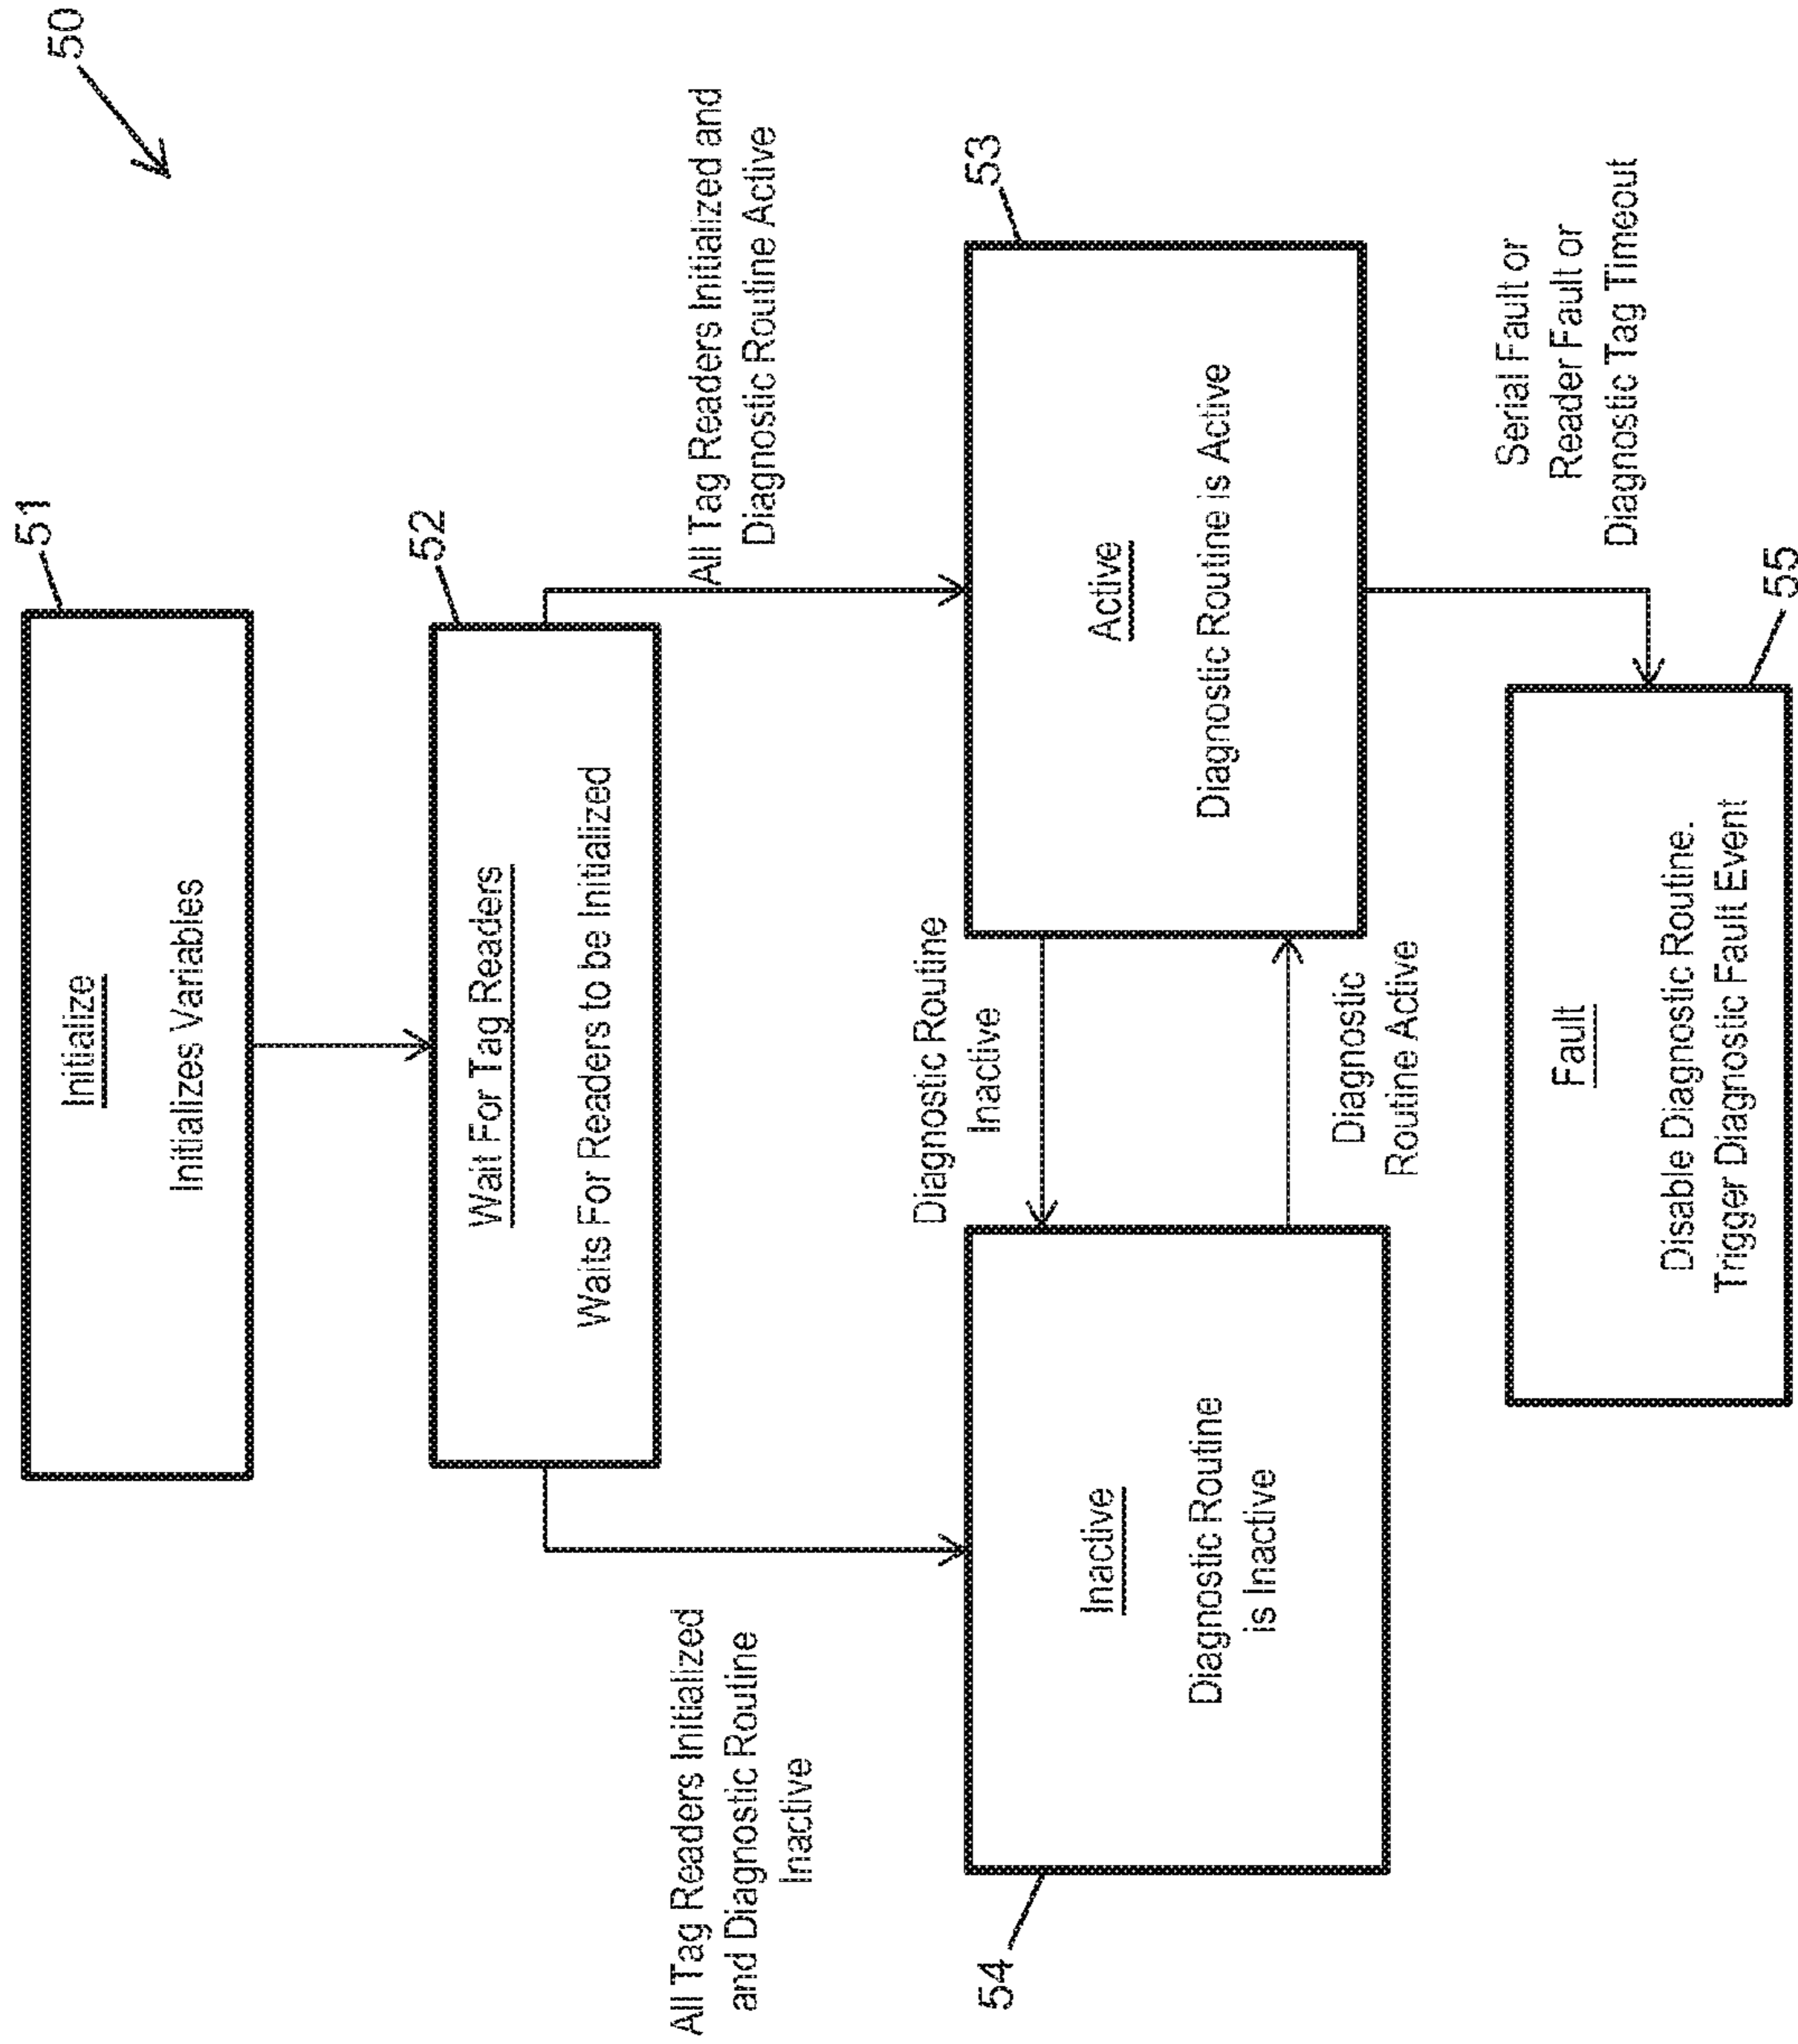 50
51
Initialize
Initializes Variables
52
Wait For Tag Readers
Waits For Readers to be Initialized
All Tag Readers Initialized
and Diagnostic Routine
Inactive
All Tag Readers Initialized and
Diagnostic Routine Active
54
Inactive
Diagnostic Routine
is Inactive
Diagnostic Routine
Inactive
Diagnostic
Routine Active
53
Active
Diagnostic Routine is Active
Serial Fault or
Reader Fault or
Diagnostic Tag Timeout
55
Fault
Disable Diagnostic Routine.
Trigger Diagnostic Fault Event